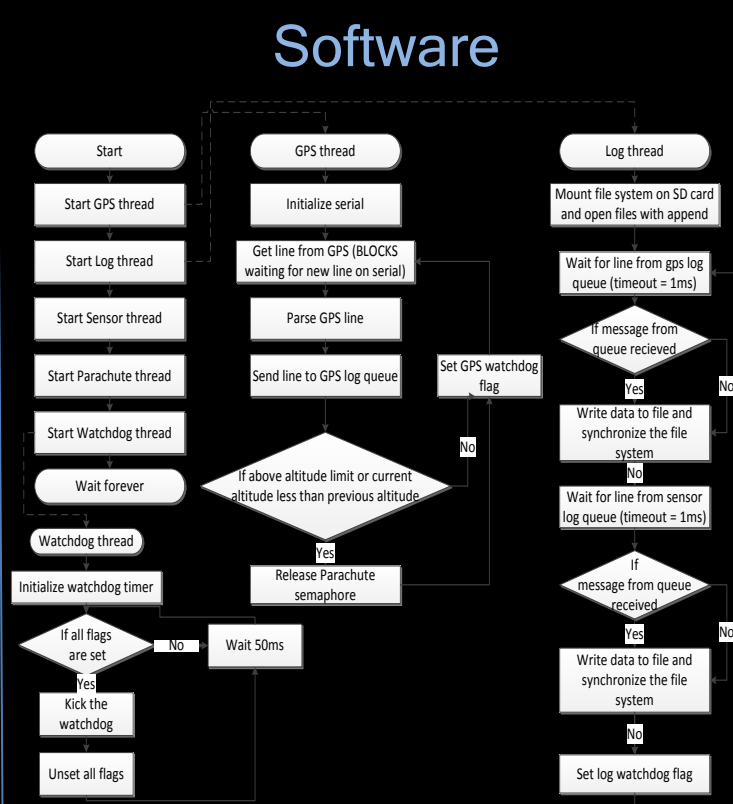 Software
Start
Start GPS thread
Start Log thread
Start Sensor thread
Start Parachute thread
Start Watchdog thread
Wait forever
Watchdog thread
Initialize watchdog timer
If all flags
are set
No
Wait 50ms
Yes
Kick the
watchdog
Unset all flags
GPS thread
Initialize serial
Get line from GPS (BLOCKS
waiting for new line on serial)
Parse GPS line
Send line to GPS log queue
Set GPS watchdog
flag
No
If above altitude limit or current
altitude less than previous altitude
Yes
Release Parachute
semaphore
Log thread
Mount file system on SD card
and open files with append
Wait for line from gps log
queue (timeout = 1ms)
If message from
queue recieved
Yes
No
Write data to file and
synchronize the file
system
No
Wait for line from sensor
log queue (timeout = 1ms)
If
message from queue
received
Yes
No
Write data to file and
synchronize the file
system
No
Set log watchdog flag